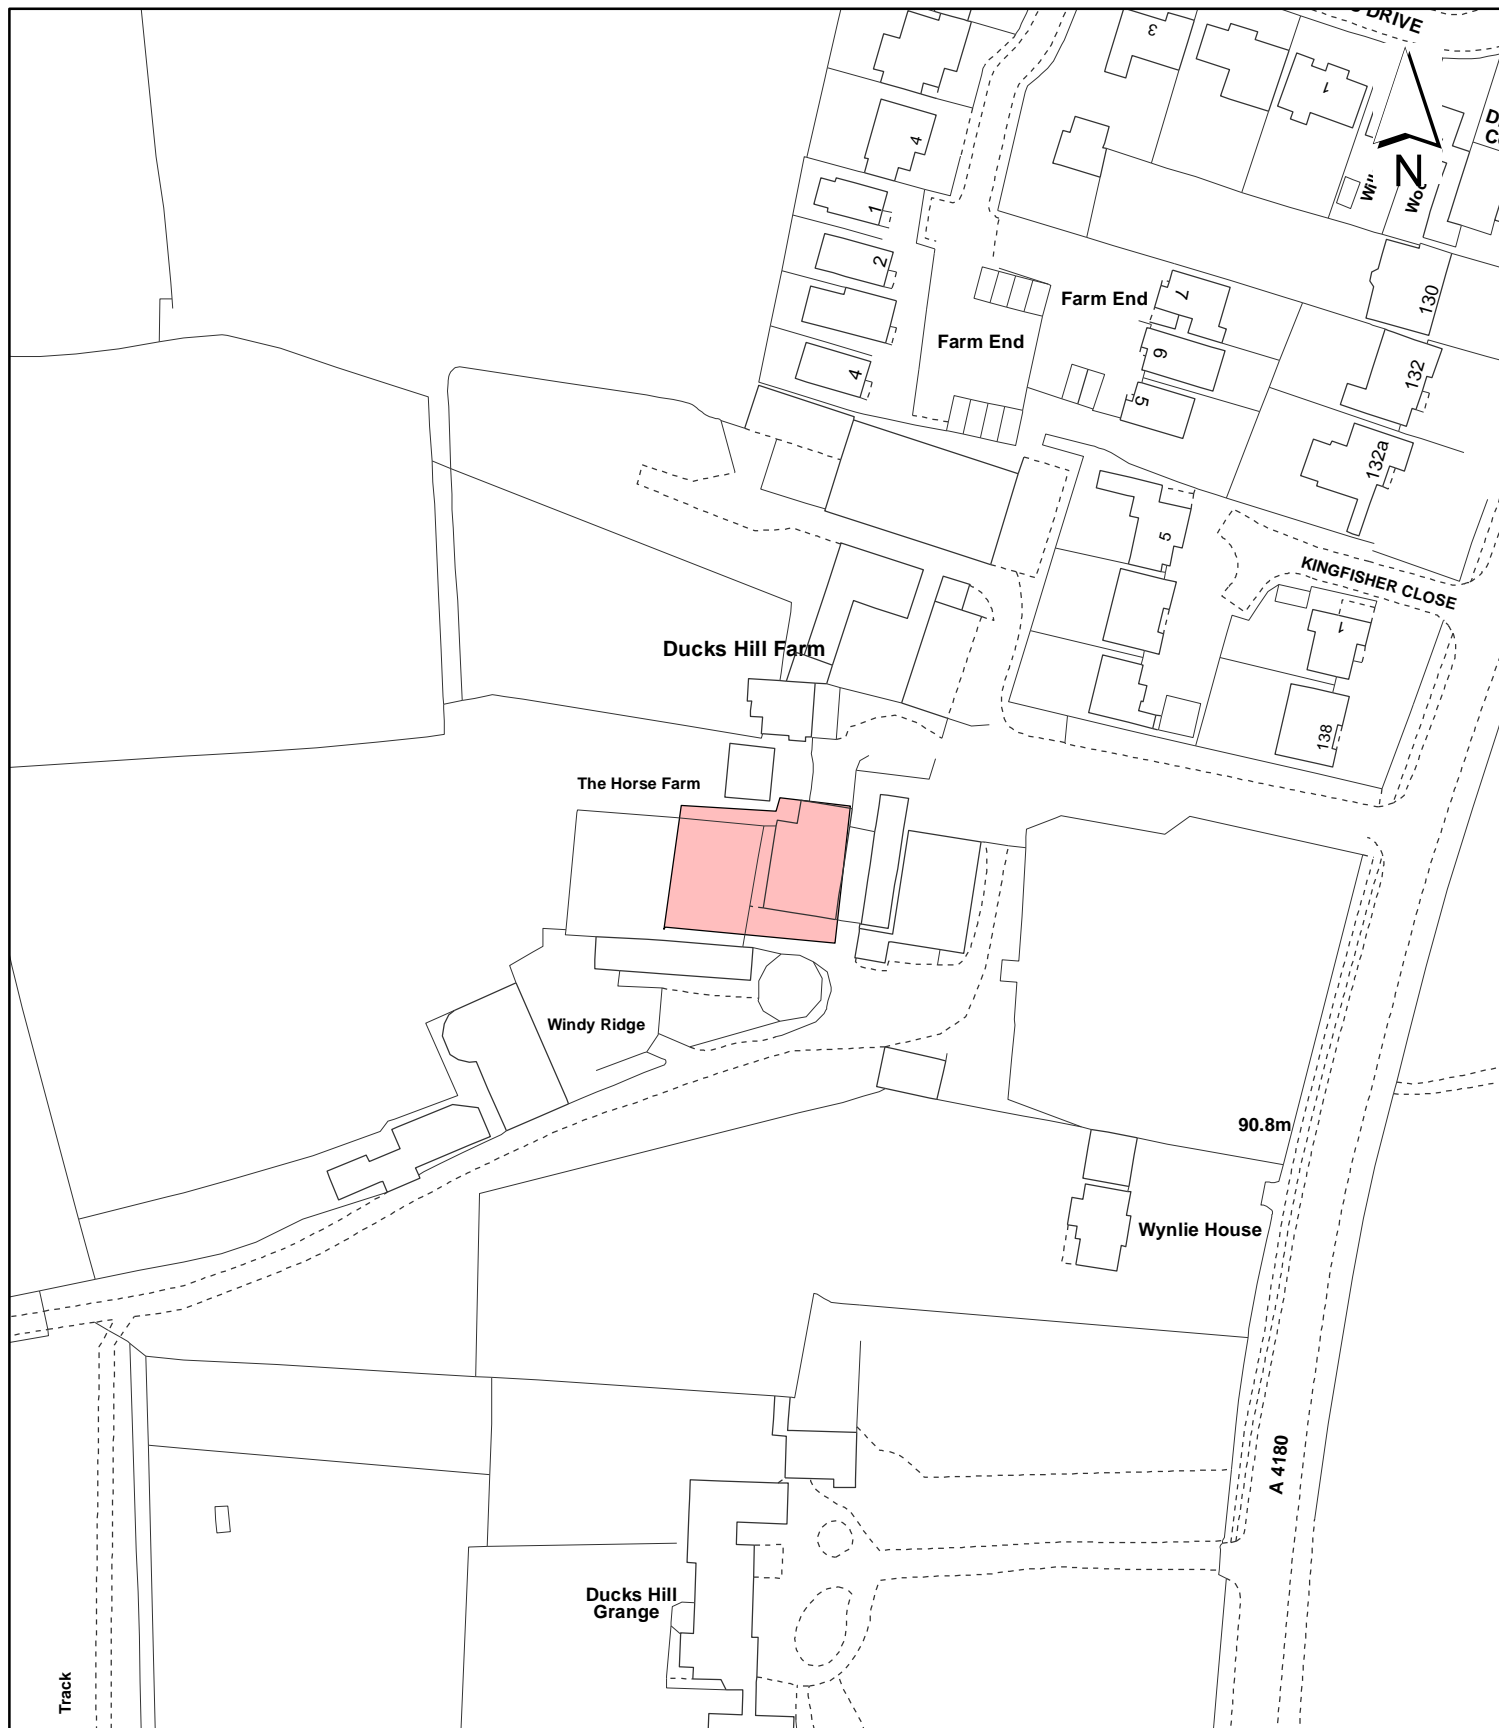 DRIVE
3
1
4
N
1
2
130
Farm End
7
Farm End
6
132
4
5
132a
5
KINGFISHER CLOSE
1
Ducks Hill Farm
138
The Horse Farm
Windy Ridge
90.8m
Wynlie House
A 4180
Ducks Hill
Grange
Track